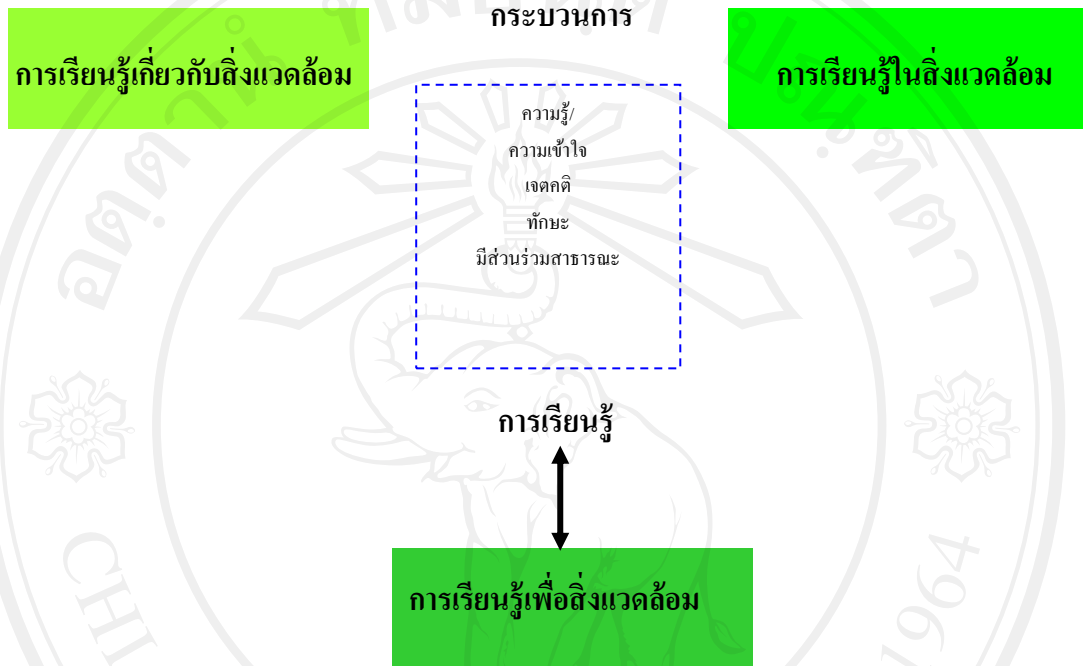 กระบวนการ
การเรียนรู้เกี่ยวกับสิ่งแวดล้อม
การเรียนรู้ในสิ่งแวดล้อม
ความรู้/
ความเข้าใจ
เจตคติ
ทักษะ
มีส่วนร่วมสาธารณะ
การเรียนรู้
การเรียนรู้เพื่อสิ่งแวดล้อม
CHI
1964